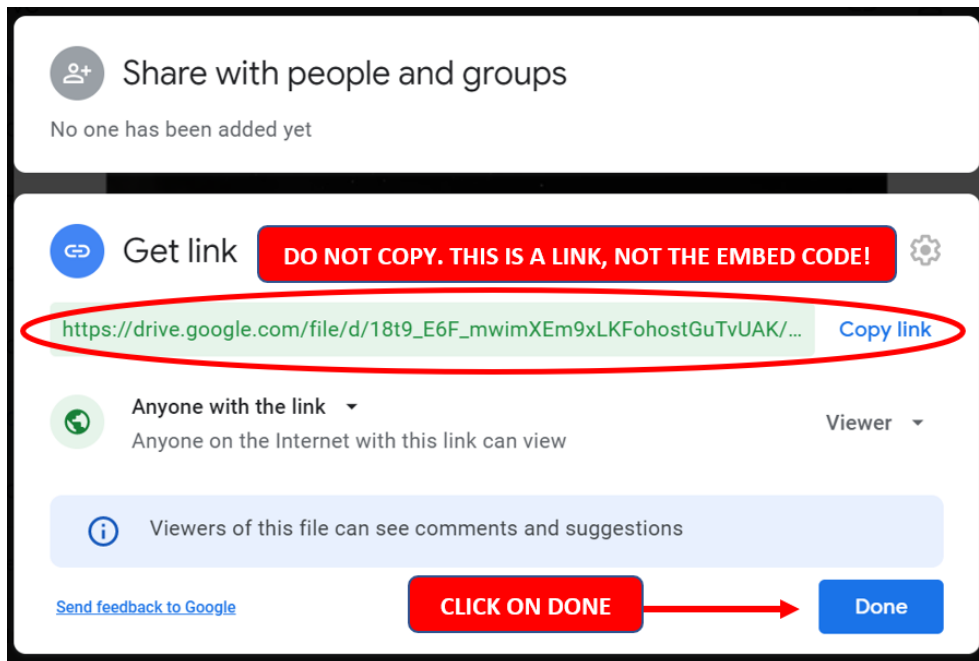 Share with people and groups
No one has been added yet
Get link
DO NOT COPY. THIS IS A LINK, NOT THE EMBED CODE!
https://drive.google.com/file/d/18t9_E6F_mwimXEm9xLKFohostGuTvUAK/...
Copy link
Anyone with the link
Anyone on the Internet with this link can view
Viewer
Viewers of this file can see comments and suggestions
Send feedback to Google
CLICK ON DONE
Done